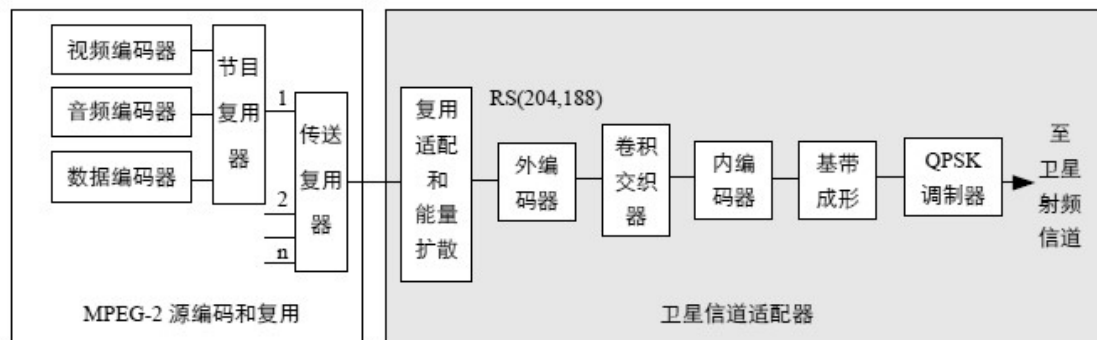 视频编码器
音频编码器
数据编码器
节目
复用
器
1
2
n
传送
复用
器
MPEG-2 源编码和复用
复用
适配
和
能量
扩散
RS(204,188)
外编
码器
卷积
交织
器
内编
码器
基带
成形
QPSK
调制器
至
卫星
射频
信道
卫星信道适配器